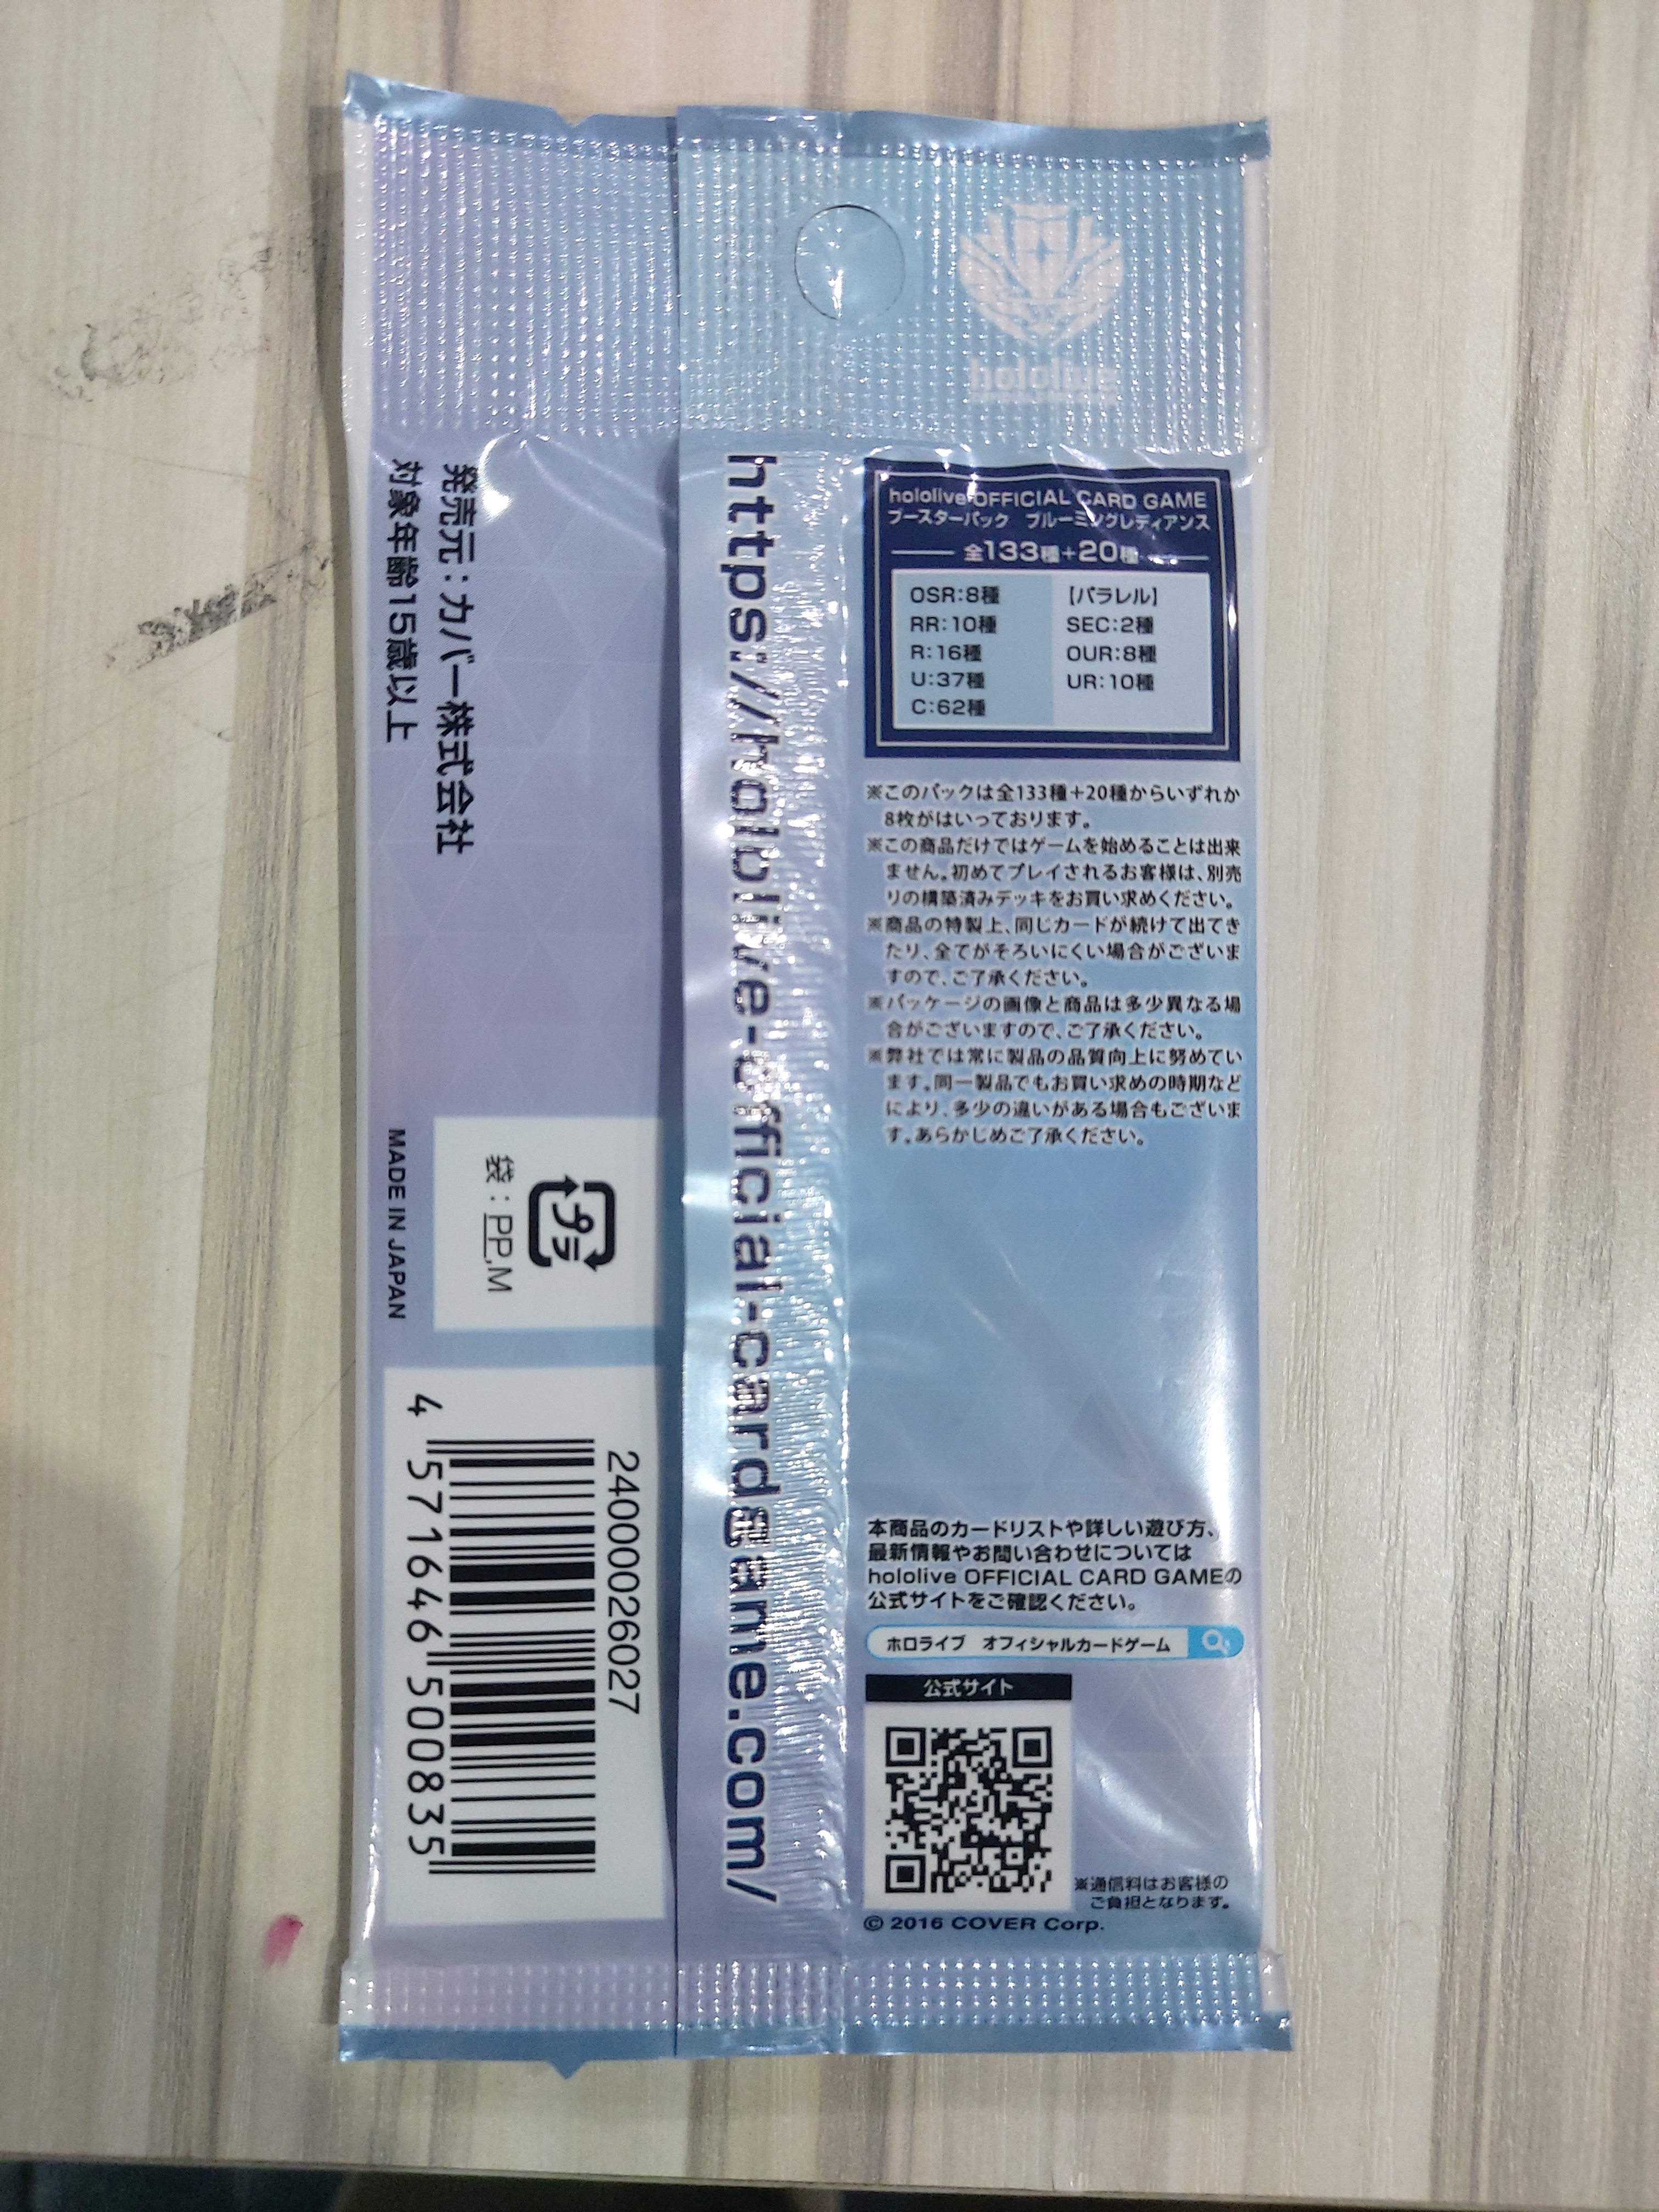 hololive
hololive OFFICIAL CARD GAME
ブースターパック ブルーミングレディアンス
全133種+20種
OSR:8種
RR:10種
R:16種
U:37種
C:62種
【パラレル】
SEC:2種
OUR:8種
UR:10種
※このパックは全133種+20種からいずれか
8枚がはいっております。
※この商品だけではゲームを始めることは出来
ません。初めてプレイされるお客様は、別売
りの構築済みデッキをお買い求めください。
※商品の特製上、同じカードが続けて出てき
たり、全てがそろいにくい場合がございま
すので、ご了承ください。
※パッケージの画像と商品は多少異なる場
合がございますので、ご了承ください。
※弊社では常に製品の品質向上に努めてい
ます。同一製品でもお買い求めの時期など
により、多少の違いがある場合もございま
す。あらかじめご了承ください。
本商品のカードリストや詳しい遊び方、
最新情報やお問い合わせについては
hololive OFFICIAL CARD GAMEの
公式サイトをご確認ください。
ホロライブ オフィシャルカードゲーム
公式サイト
※通信料はお客様の
ご負担となります。
© 2016 COVER Corp.
https://hololive-official-cardgame.com/
発売元:カバー株式会社
対象年齢15歳以上
プラ
袋:PP,M
MADE IN JAPAN
2400002602​7
4 571646 500835